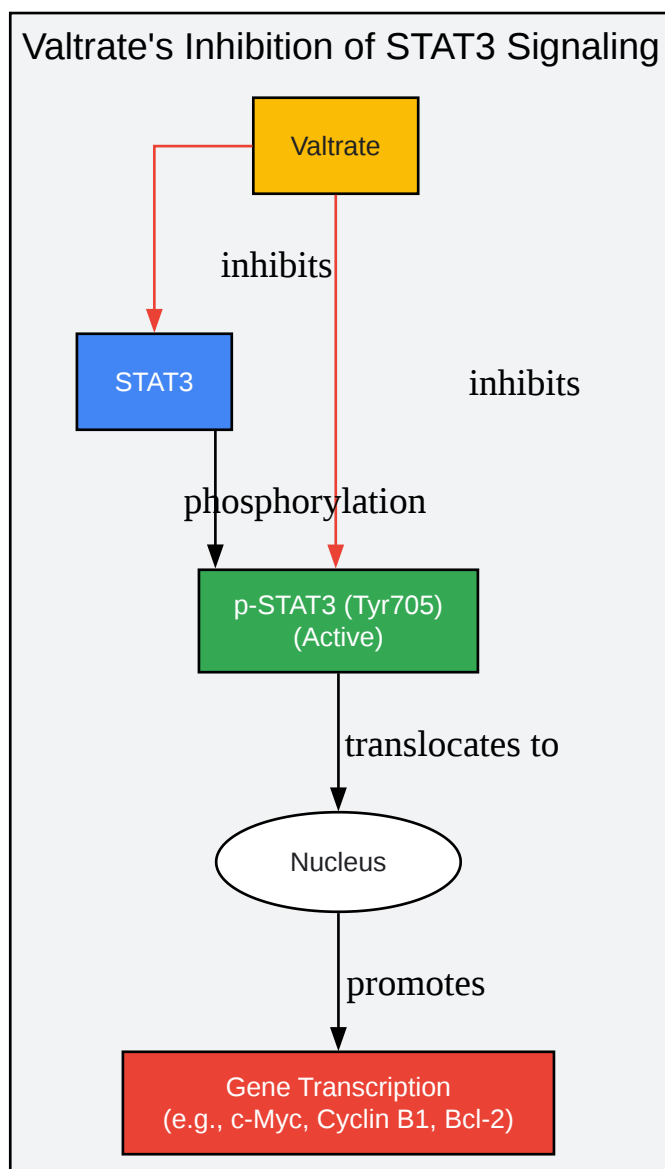 Valtrate's Inhibition of STAT3 Signaling
Valtrate
inhibits
STAT3
inhibits
phosphorylation
p-STAT3 (Tyr705)
(Active)
translocates to
Nucleus
promotes
Gene Transcription
(e.g., c-Myc, Cyclin B1, Bcl-2)